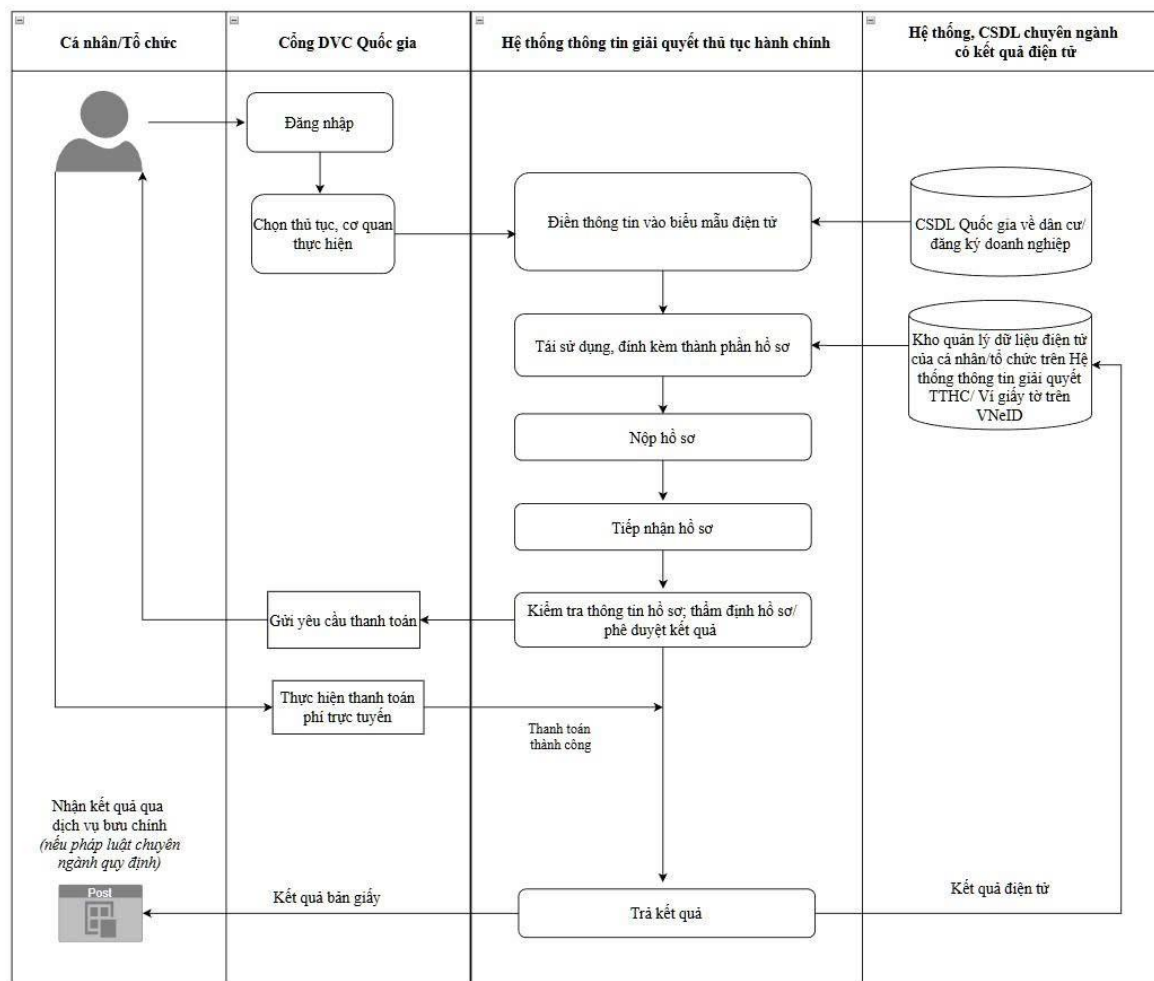 Cá nhân/Tổ chức
Cổng DVC Quốc gia
Hệ thống thông tin giải quyết thủ tục hành chính
Hệ thống, CSDL chuyên ngành
có kết quả điện tử
Đăng nhập
Chọn thủ tục, cơ quan
thực hiện
Điền thông tin vào biểu mẫu điện tử
CSDL Quốc gia về dân cư/
đăng ký doanh nghiệp
Tái sử dụng, đính kèm thành phần hồ sơ
Kho quản lý dữ liệu điện tử
của cá nhân/tổ chức trên Hệ
thống thông tin giải quyết
TTHC/ Ví giấy tờ trên
VNeID
Nộp hồ sơ
Tiếp nhận hồ sơ
Kiểm tra thông tin hồ sơ; thẩm định hồ sơ/
phê duyệt kết quả
Gửi yêu cầu thanh toán
Thực hiện thanh toán
phí trực tuyến
Thanh toán
thành công
Nhận kết quả qua
dịch vụ bưu chính
(nếu pháp luật chuyên
ngành quy định)
Post
Kết quả bản giấy
Trả kết quả
Kết quả điện tử